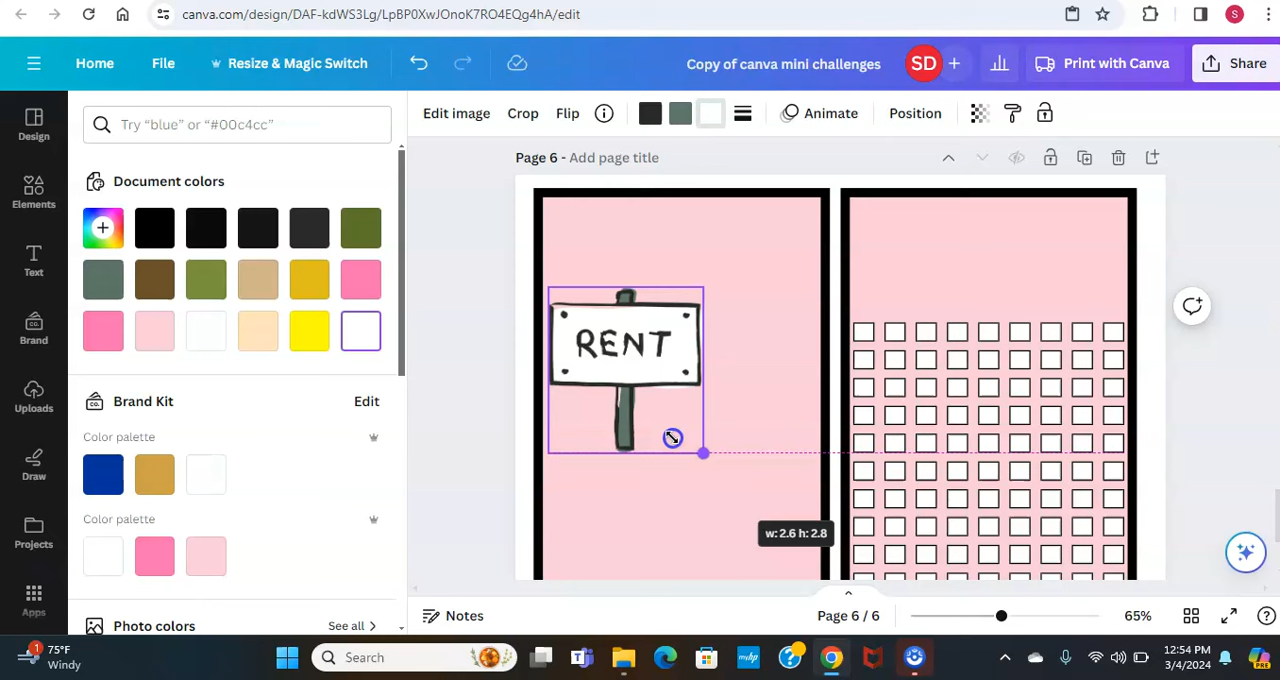 canva.com/design/DAF-kdWS3Lg/LpBP0XwJOnoK7RO4EQg4hA/edit
S
Home
File
Resize & Magic Switch
Copy of canva mini challenges
SD
Print with Canva
Share
Design
Elements
Text
Brand
Uploads
Draw
Projects
Apps
Try “blue” or “#00c4cc”
Document colors
Brand Kit
Edit
Color palette
Color palette
Photo colors
See all
Edit image
Crop
Flip
Animate
Position
Page 6 - Add page title
RENT
w: 2.6 h: 2.8
Notes
Page 6 / 6
65%
1
75°F
Windy
Search
12:54 PM
3/4/2024